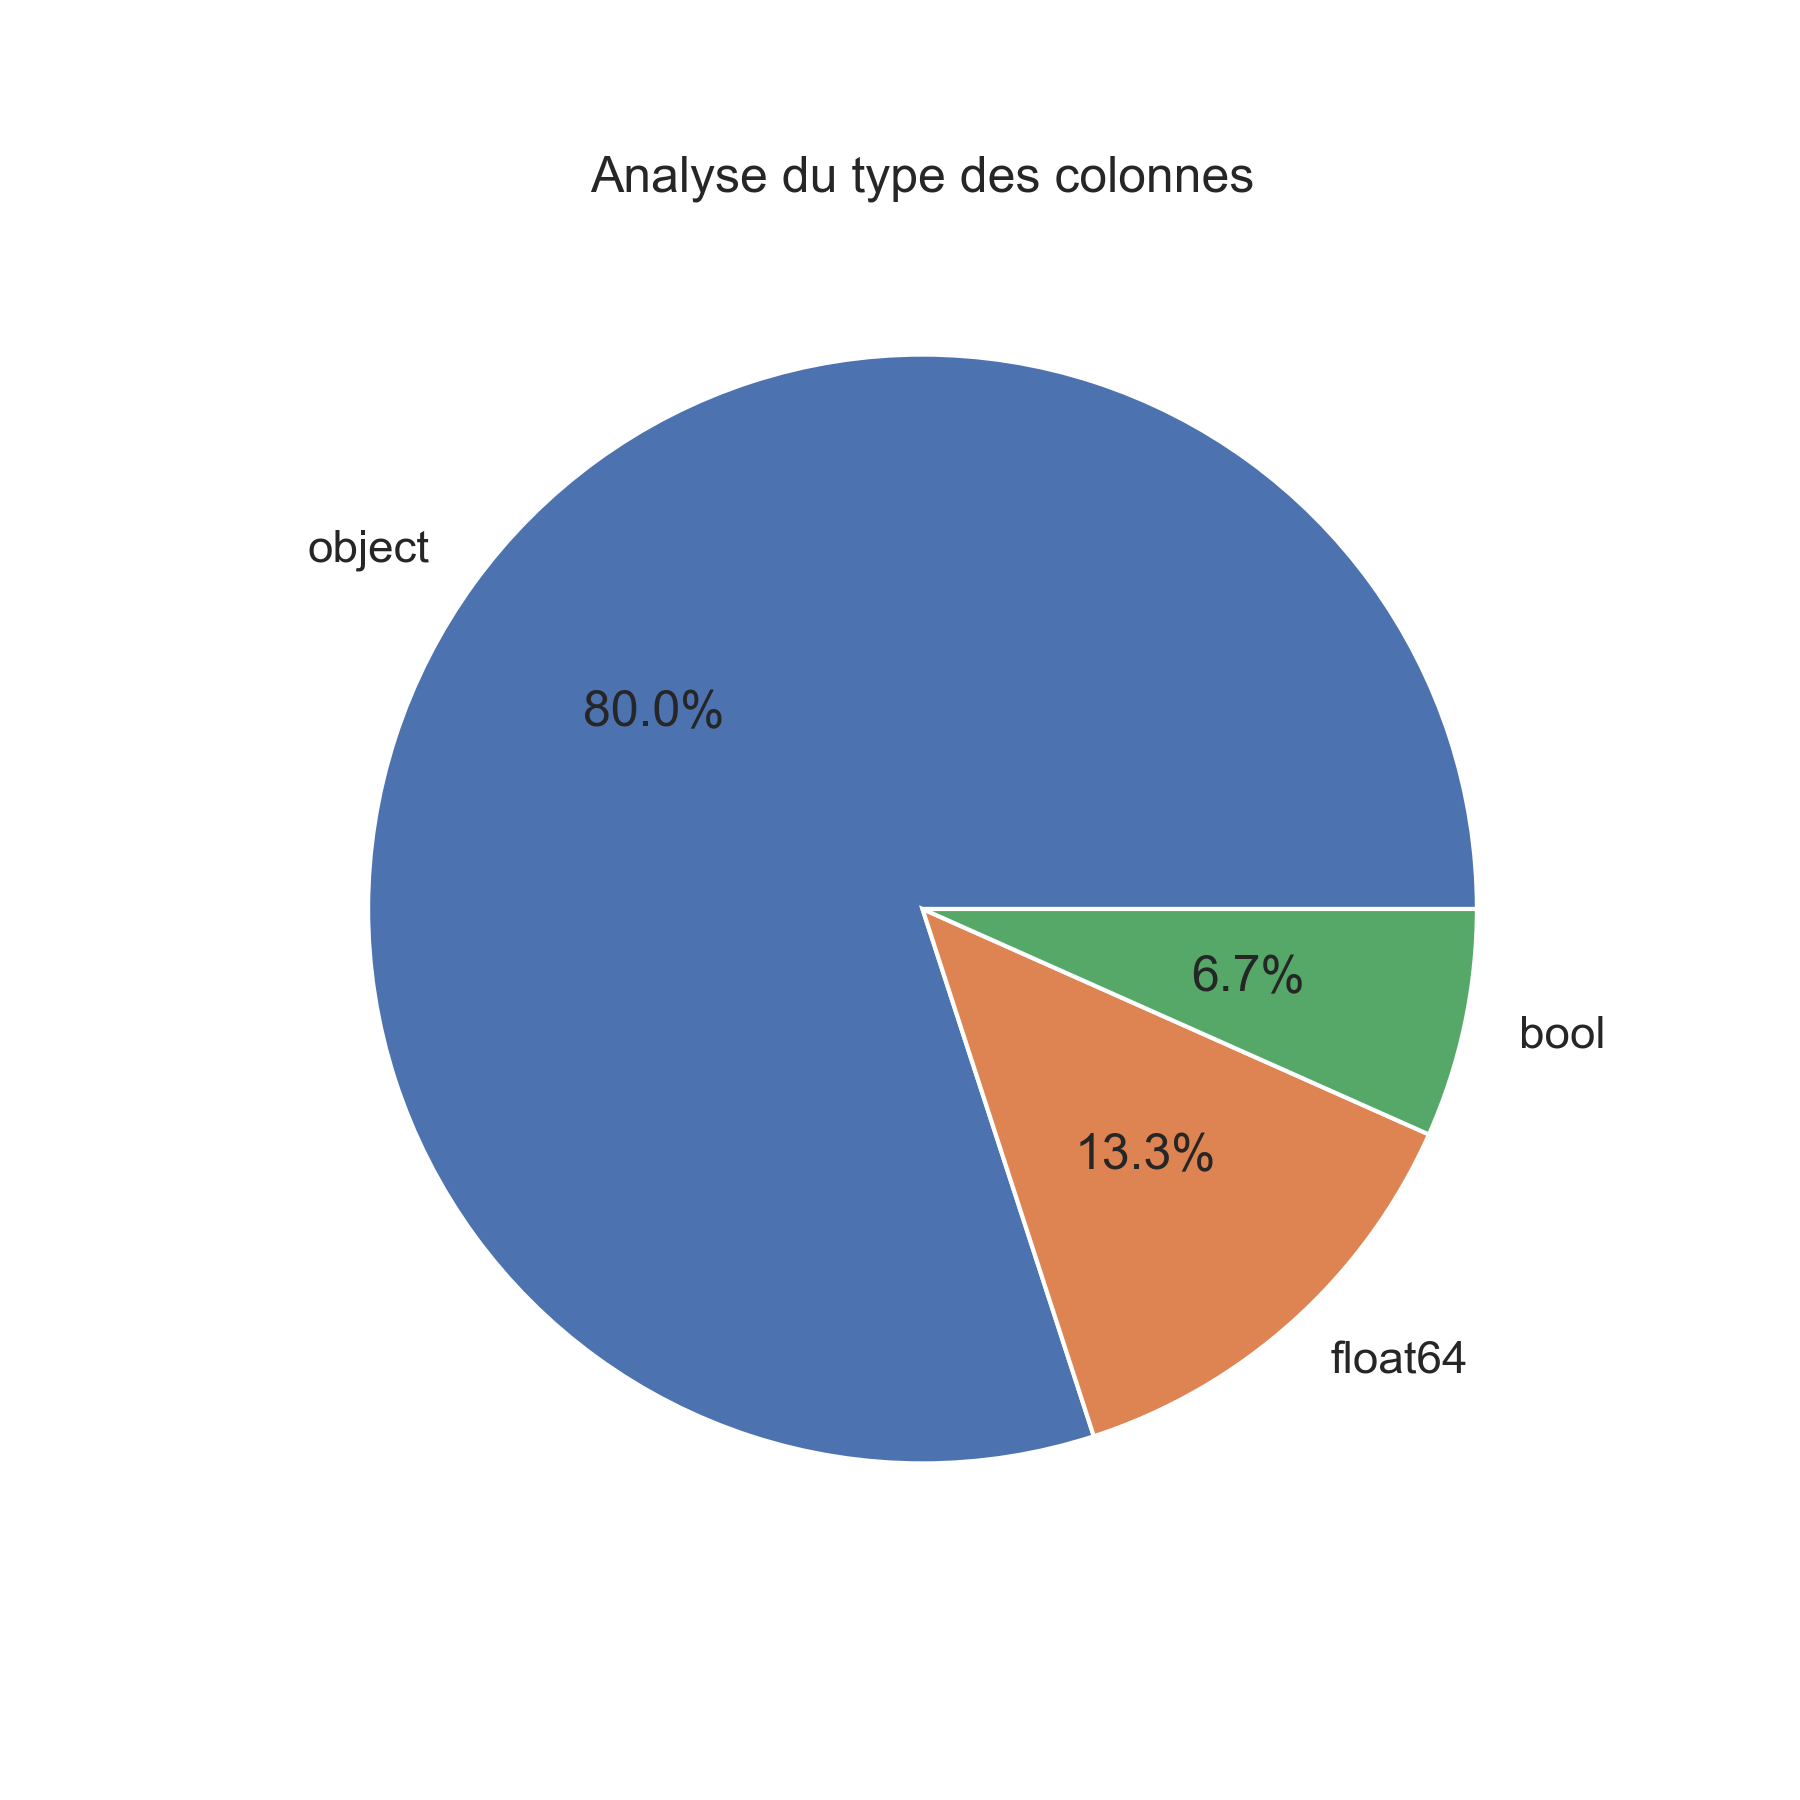 Analyse du type des colonnes
object
80.0%
6.7%
bool
13.3%
float64